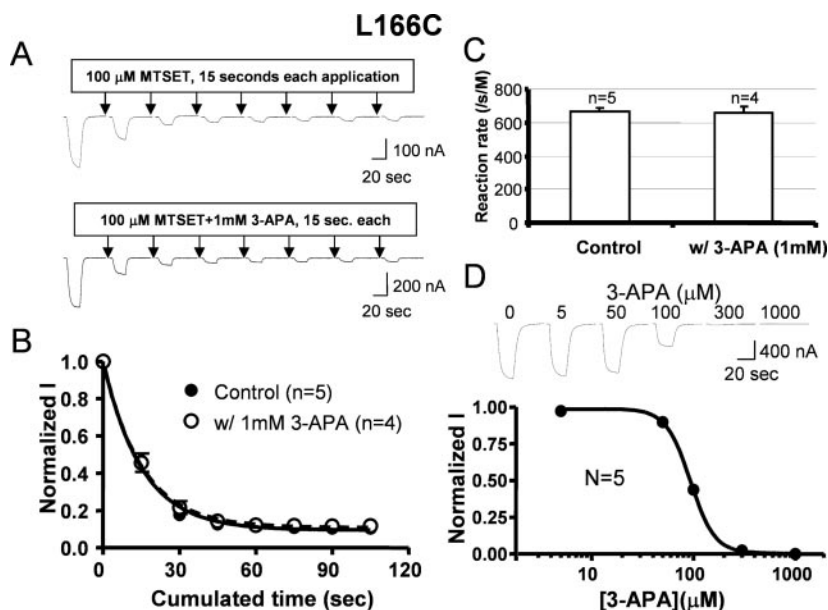 L166C
A
100 μM MTSET, 15 seconds each application
100 nA
20 sec
100 μM MTSET+1mM 3-APA, 15 sec. each
200 nA
20 sec
B
Normalized I
1.0
0.8
0.6
0.4
0.2
0.0
Control (n=5)
w/ 1mM 3-APA (n=4)
0 30 60 90 120
Cumulated time (sec)
C
Reaction rate (/s/M)
800
600
400
200
0
n=5 n=4
Control w/ 3-APA (1mM)
D
3-APA (μM)
0 5 50 100 300 1000
400 nA
20 sec
Normalized I
1.00
0.75
0.50
0.25
0.00
N=5
10 100 1000
[3-APA](μM)